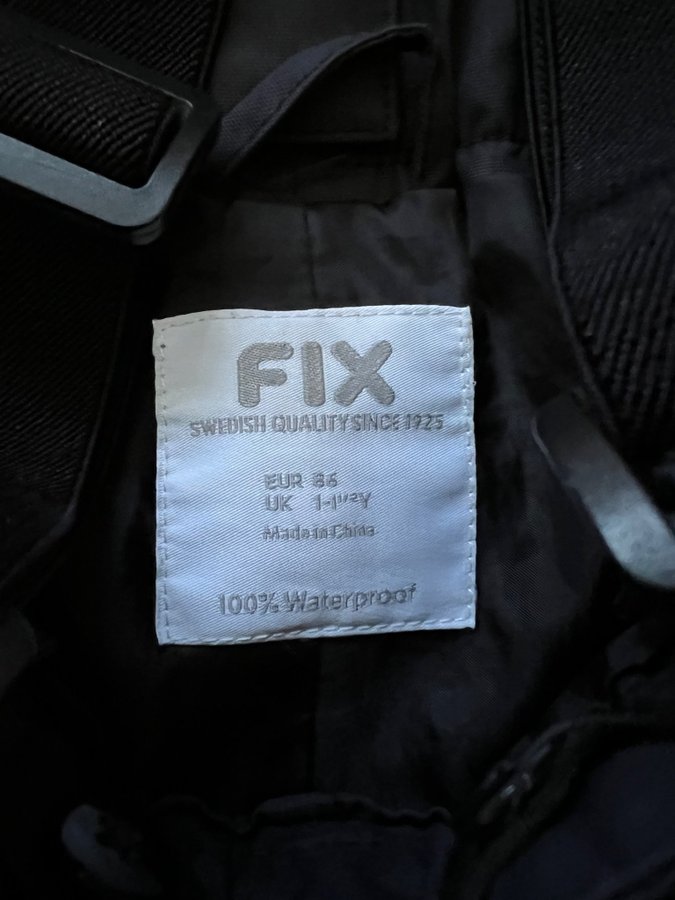 FIX
SWEDISH QUALITY SINCE 1925
EUR 86
UK 1-1½Y
Made in China
100% Waterproof